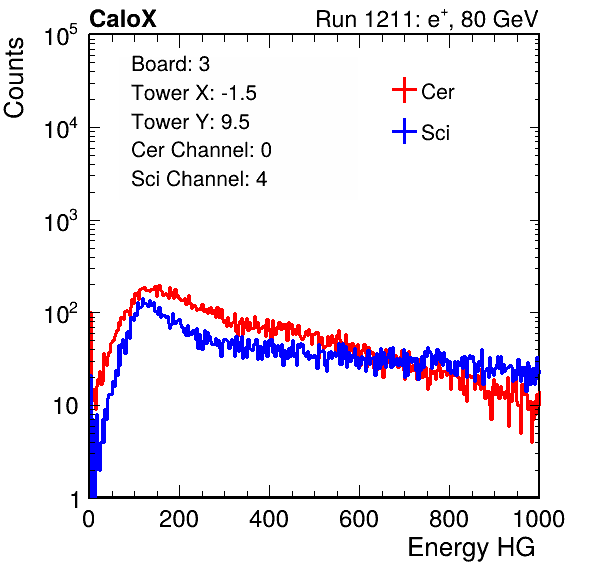 CaloX Run 1211: e⁺, 80 GeV
Counts
Board: 3
Tower X: -1.5
Tower Y: 9.5
Cer Channel: 0
Sci Channel: 4
Cer
Sci
10⁵
10⁴
10³
10²
10
1
0 200 400 600 800 1000
Energy HG